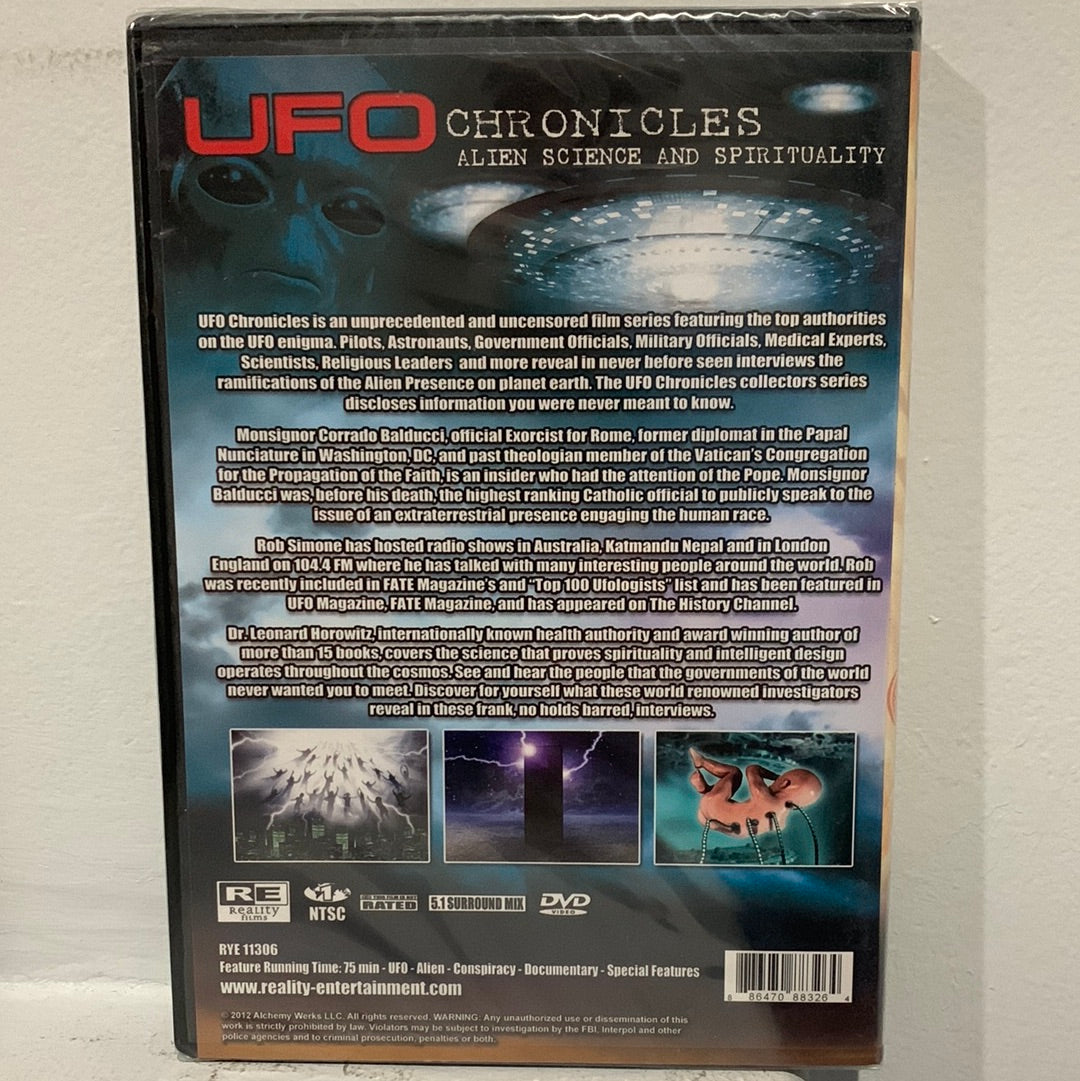 UFO CHRONICLES
ALIEN SCIENCE AND SPIRITUALITY
UFO Chronicles is an unprecedented and uncensored film series featuring the top authorities
on the UFO enigma. Pilots, Astronauts, Government Officials, Military Officials, Medical Experts,
Scientists, Religious Leaders and more reveal in never before seen interviews the
ramifications of the Alien Presence on planet earth. The UFO Chronicles collectors series
discloses information you were never meant to know.
Monsignor Corrado Balducci, official Exorcist for Rome, former diplomat in the Papal
Nunciature in Washington, DC, and past theologian member of the Vatican's Congregation
for the Propagation of the Faith, is an insider who had the attention of the Pope. Monsignor
Balducci was, before his death, the highest ranking Catholic official to publicly speak to the
issue of an extraterrestrial presence engaging the human race.
Rob Simone has hosted radio shows in Australia, Katmandu Nepal and in London
England on 104.4 FM where he has talked with many interesting people around the world. Rob
was recently included in FATE Magazine's and "Top 100 Ufologists" list and has been featured in
UFO Magazine, FATE Magazine, and has appeared on The History Channel.
Dr. Leonard Horowitz, internationally known health authority and award winning author of
more than 15 books, covers the science that proves spirituality and intelligent design
operates throughout the cosmos. See and hear the people that the governments of the world
never wanted you to meet. Discover for yourself what these world renowned investigators
reveal in these frank, no holds barred, interviews.
RE
Reality
films
1
NTSC
RATED
5.1 SURROUND MIX
DVD
VIDEO
RYE 11306
Feature Running Time: 75 min - UFO - Alien - Conspiracy - Documentary - Special Features
www.reality-entertainment.com
8 86470 88326 4
© 2012 Alchemy Werks LLC. All rights reserved. WARNING: Any unauthorized use or dissemination of this
work is strictly prohibited by law. Violators may be subject to investigation by the FBI, Interpol and other
police agencies and to criminal prosecution, penalties or both.